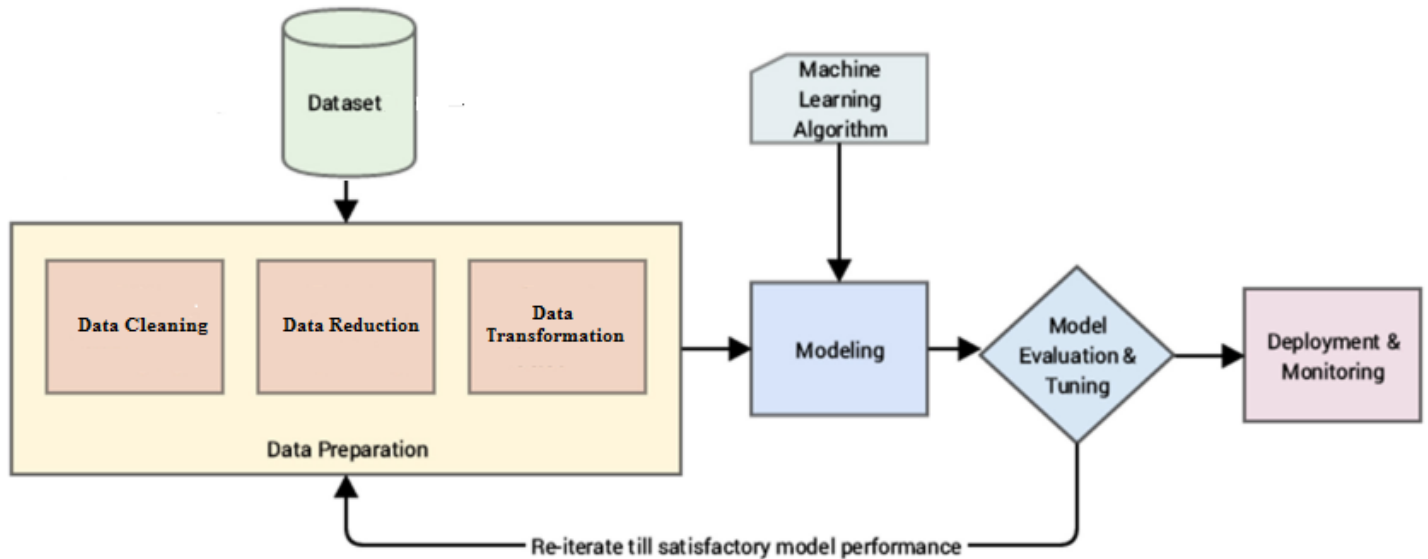 Dataset
Machine
Learning
Algorithm
Data Cleaning
Data Reduction
Data
Transformation
Data Preparation
Modeling
Model
Evaluation &
Tuning
Deployment &
Monitoring
Re-iterate till satisfactory model performance